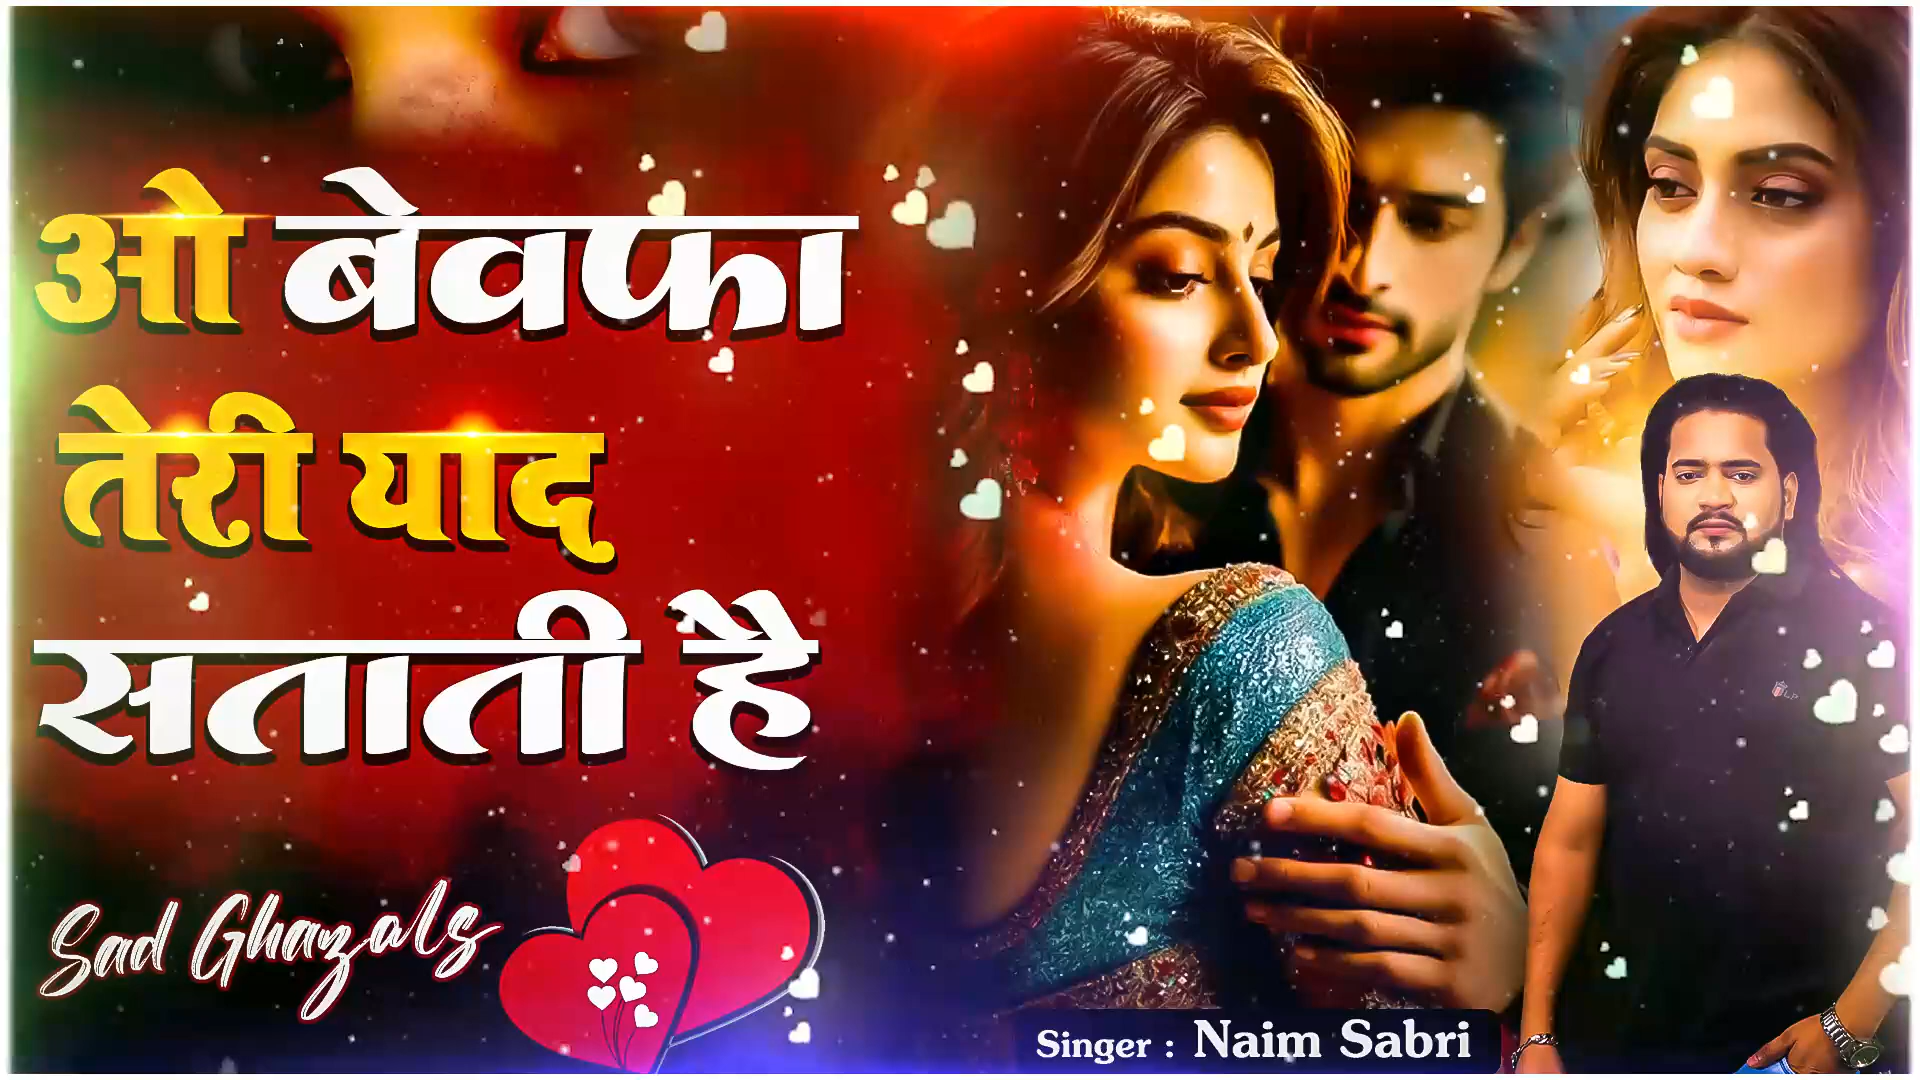 ओ बेवफा
तेरी याद
सताती है
Sad Ghazals
Singer : Naim Sabri